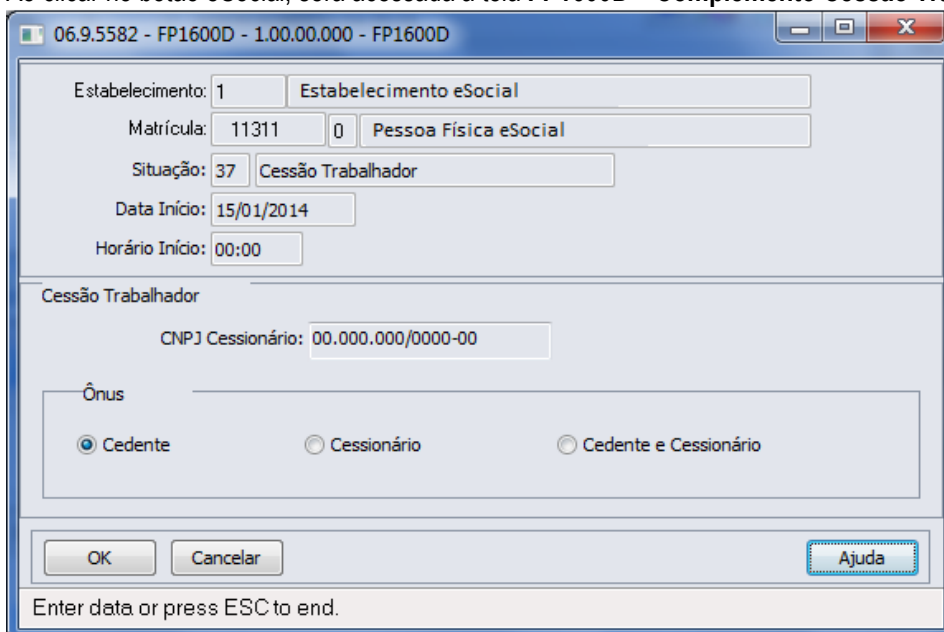 06.9.5582 - FP1600D - 1.00.00.000 - FP1600D
Estabelecimento: 1 Estabelecimento eSocial
Matrícula: 11311 0 Pessoa Física eSocial
Situação: 37 Cessão Trabalhador
Data Início: 15/01/2014
Horário Início: 00:00
Cessão Trabalhador
CNPJ Cessionário: 00.000.000/0000-00
Ônus
Cedente Cessionário Cedente e Cessionário
OK Cancelar Ajuda
Enter data or press ESC to end.